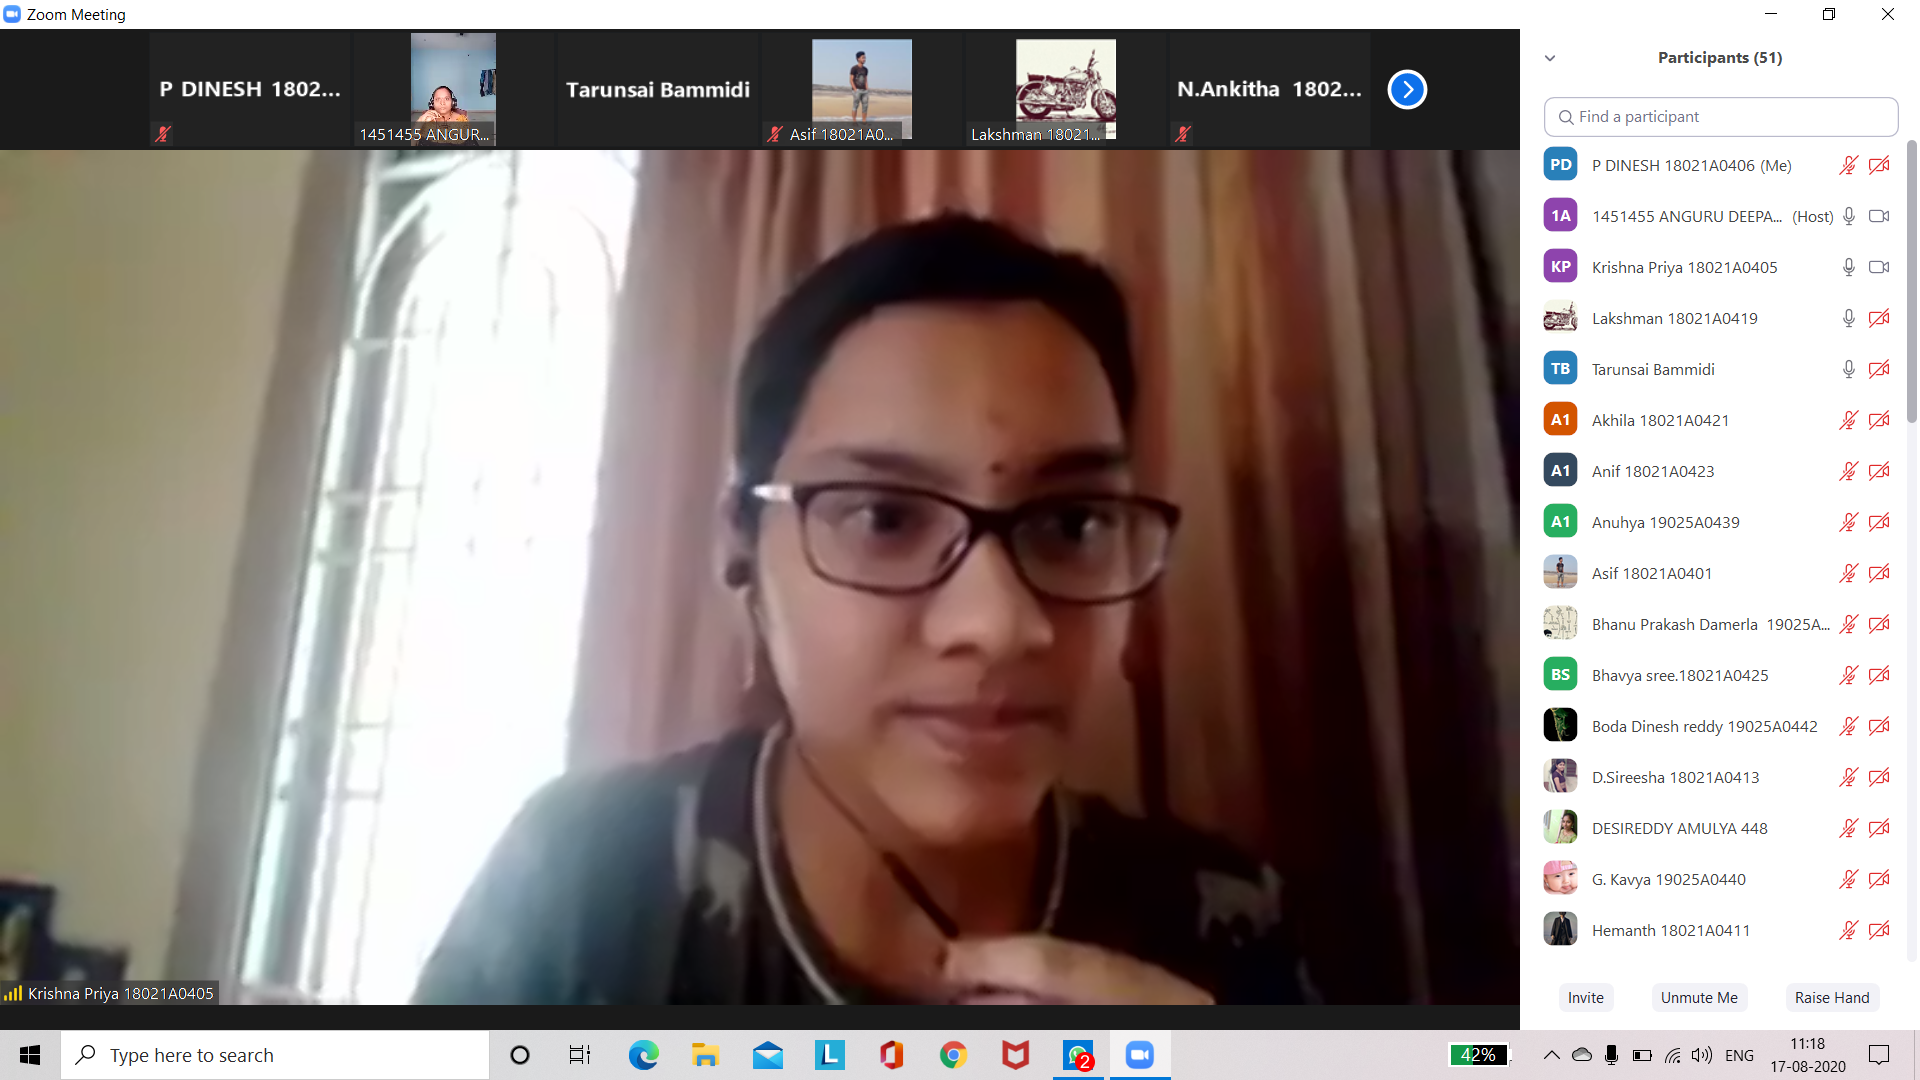 Zoom Meeting
P DINESH 1802...
1451455 ANGUR...
Tarunsai Bammidi
Asif 18021A0...
Lakshman 18021...
N.Ankitha 1802...
Krishna Priya 18021A0405
Participants (51)
Find a participant
PD P DINESH 18021A0406 (Me)
1A 1451455 ANGURU DEEPA... (Host)
KP Krishna Priya 18021A0405
Lakshman 18021A0419
TB Tarunsai Bammidi
A1 Akhila 18021A0421
A1 Anif 18021A0423
A1 Anuhya 19025A0439
Asif 18021A0401
Bhanu Prakash Damerla 19025A...
BS Bhavya sree.18021A0425
Boda Dinesh reddy 19025A0442
D.Sireesha 18021A0413
DESIREDDY AMULYA 448
G. Kavya 19025A0440
Hemanth 18021A0411
Invite Unmute Me Raise Hand
Type here to search
L
2
42%
ENG
11:18
17-08-2020